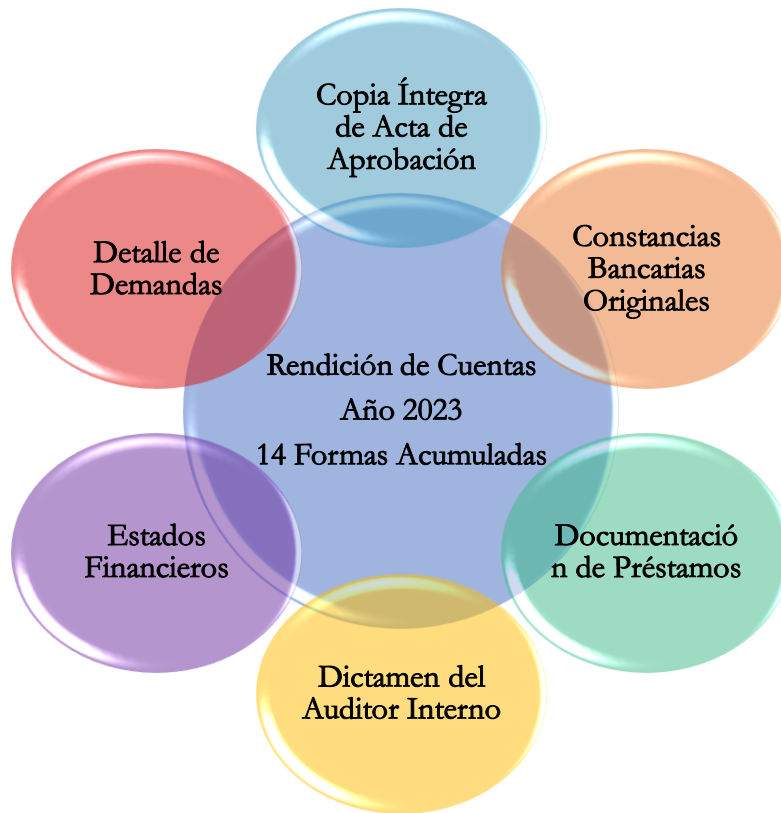 Copia Íntegra
de Acta de
Aprobación
Constancias
Bancarias
Originales
Detalle de
Demandas
Rendición de Cuentas
Año 2023
14 Formas Acumuladas
Estados
Financieros
Documentació
n de Préstamos
Dictamen del
Auditor Interno